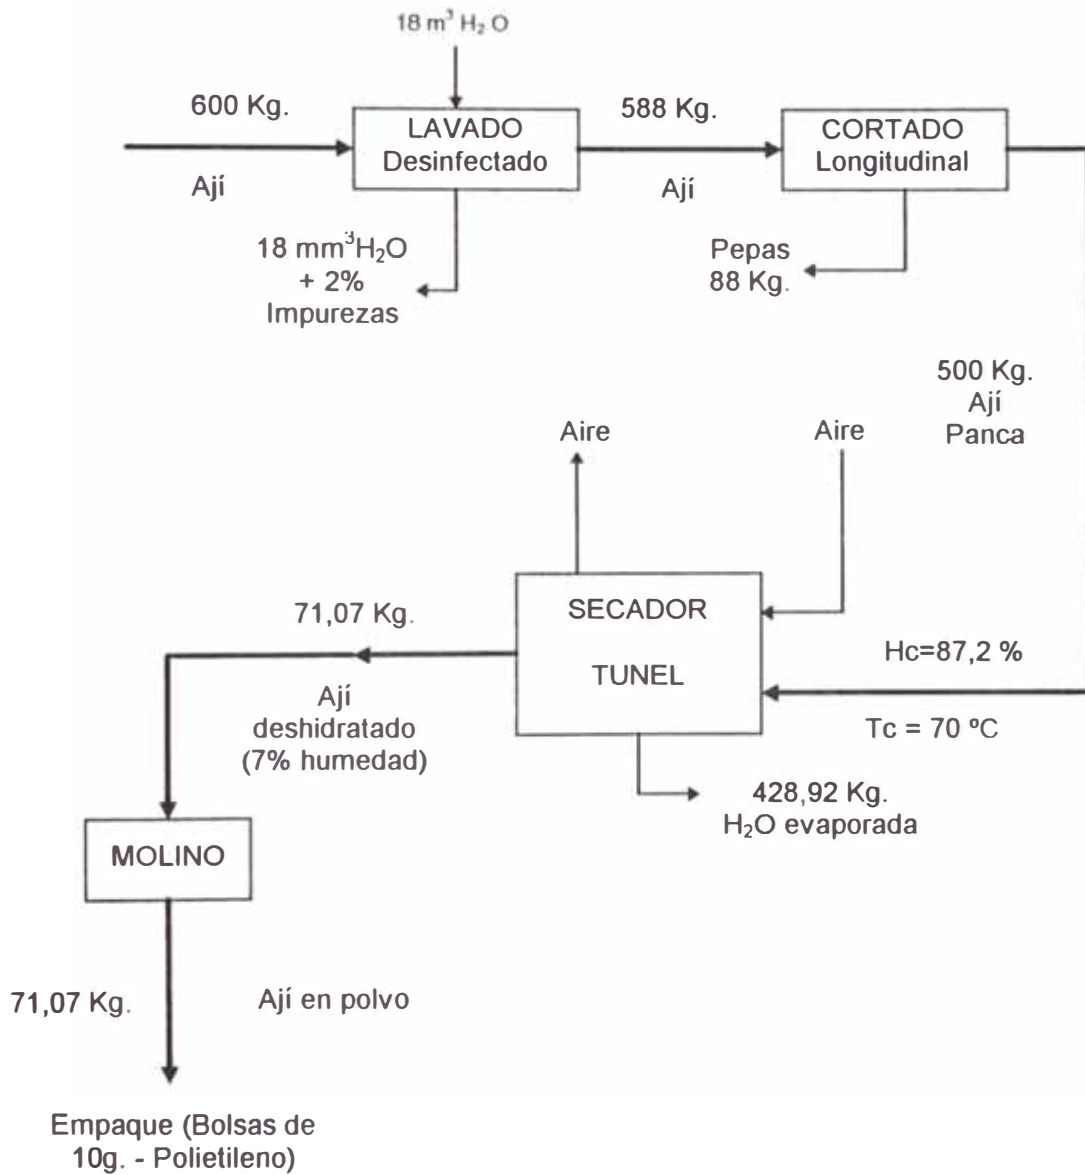 18 m³ H₂ O
600 Kg.
LAVADO
Desinfectado
588 Kg.
CORTADO
Longitudinal
Ají
Ají
18 mm³H₂O
+ 2%
Impurezas
Pepas
88 Kg.
500 Kg.
Ají
Panca
Aire
Aire
SECADOR
TUNEL
71,07 Kg.
Hc=87,2 %
Ají
deshidratado
(7% humedad)
Tc = 70 ºC
428,92 Kg.
H₂O evaporada
MOLINO
71,07 Kg.
Ají en polvo
Empaque (Bolsas de
10g. - Polietileno)